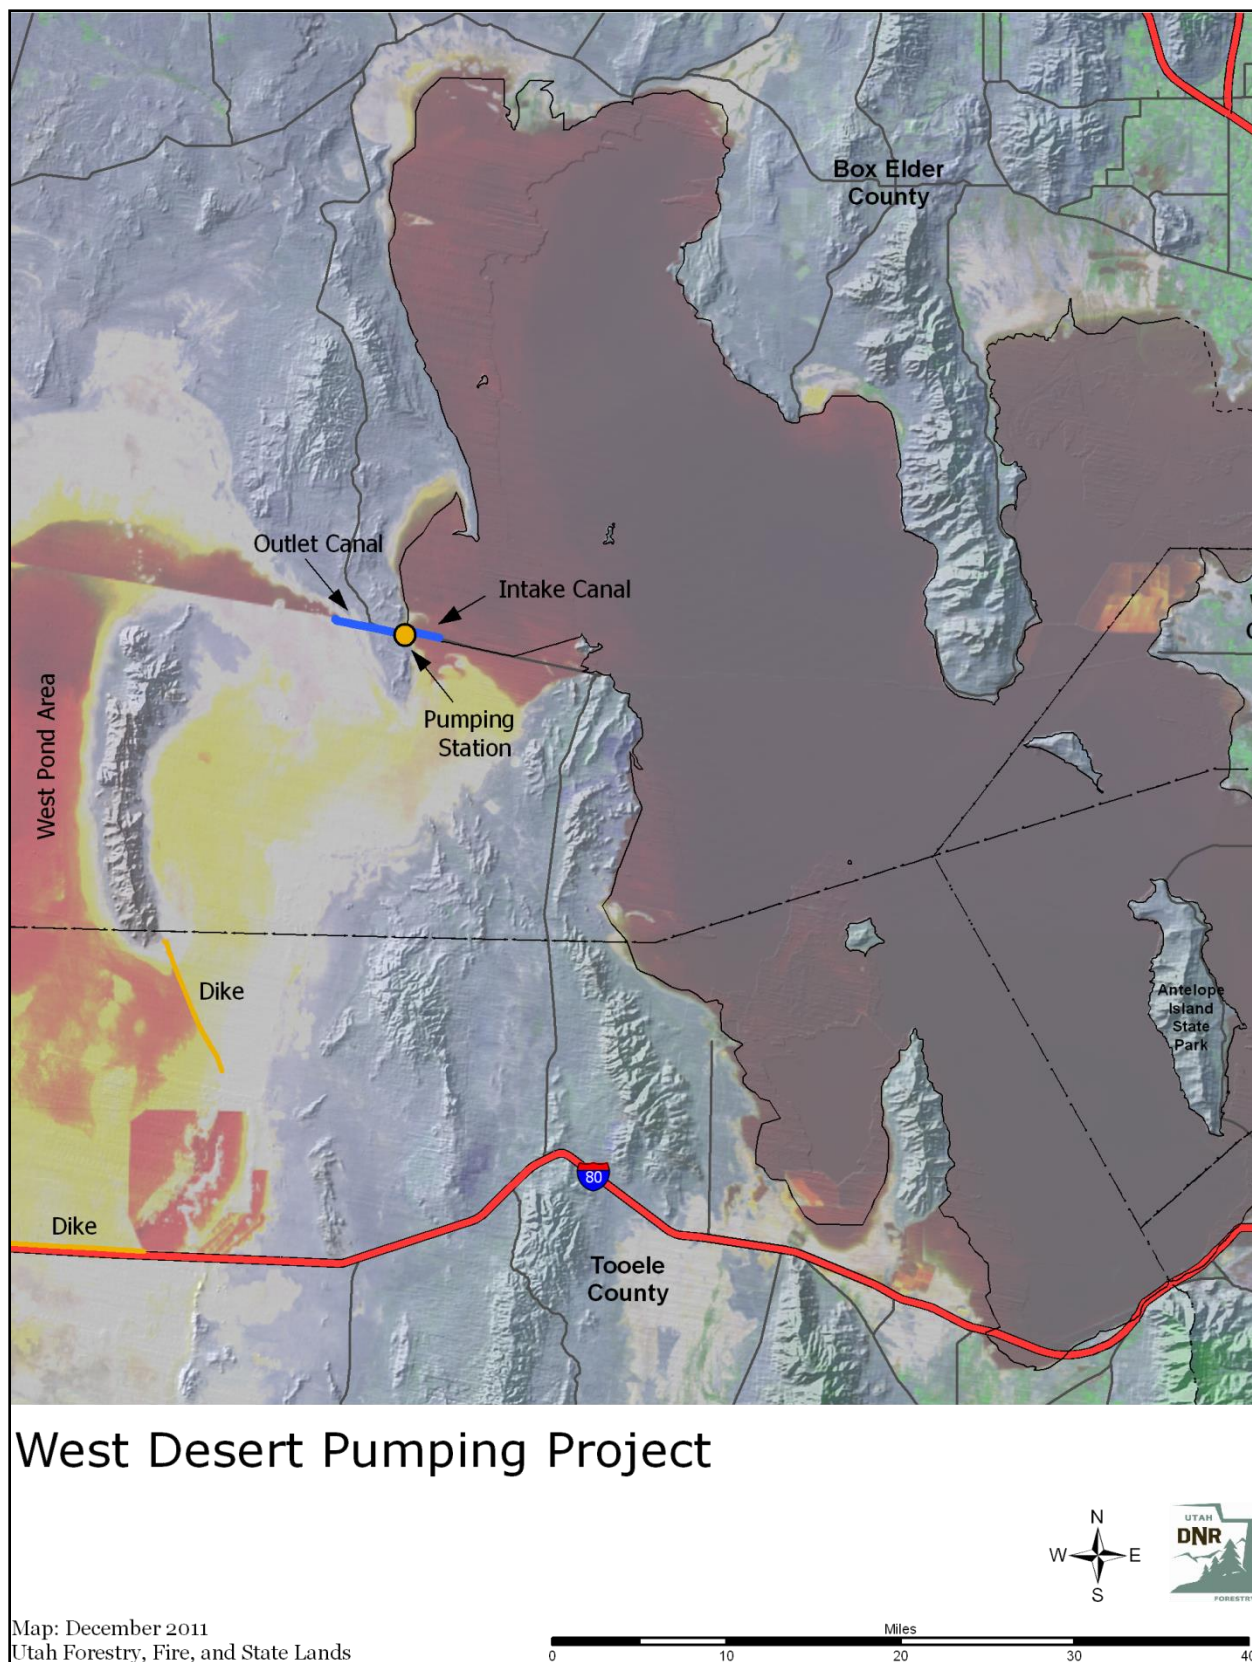 Box Elder
County
Outlet Canal
Intake Canal
Pumping
Station
West Pond Area
Dike
Antelope
Island
State
Park
Dike
80
Tooele
County
West Desert Pumping Project
N
W E
S
UTAH
DNR
FORESTRY
Map: December 2011
Utah Forestry, Fire, and State Lands
Miles
0 10 20 30 40